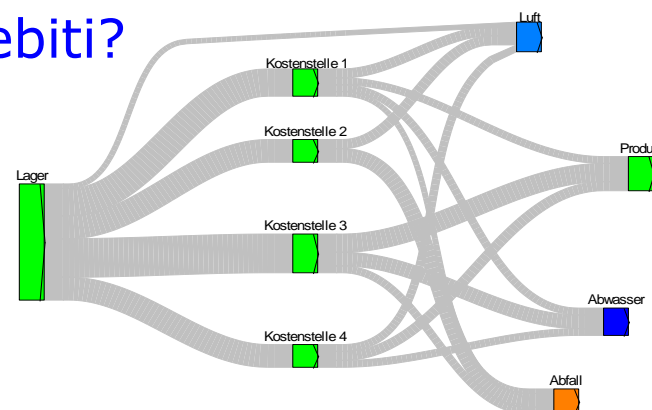 ebiti?
Luft
Kostenstelle 1
Kostenstelle 2
Produ
Lager
Kostenstelle 3
Abwasser
Kostenstelle 4
Abfall